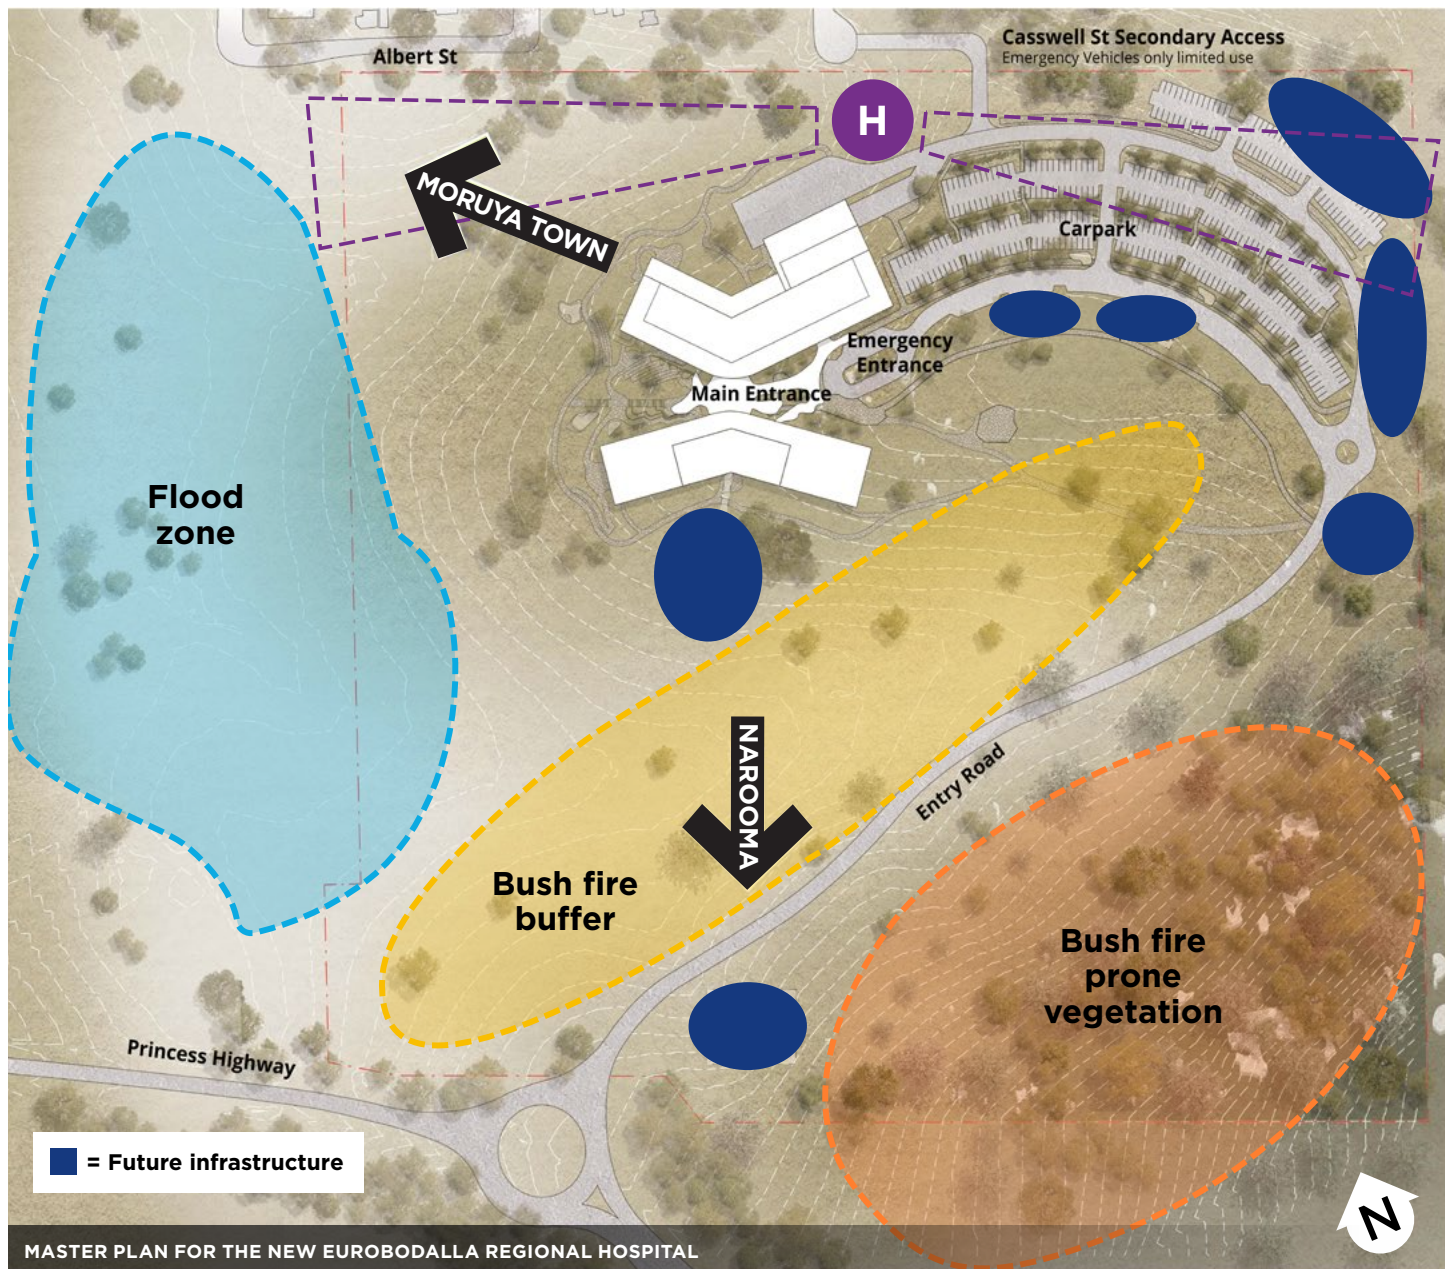 Albert St
Casswell St Secondary Access
Emergency Vehicles only limited use
H
MORUYA TOWN
Carpark
Emergency
Entrance
Main Entrance
Flood
zone
NAROOMA
Entry Road
Bush fire
buffer
Bush fire
prone
vegetation
Princess Highway
= Future infrastructure
N
MASTER PLAN FOR THE NEW EUROBODALLA REGIONAL HOSPITAL